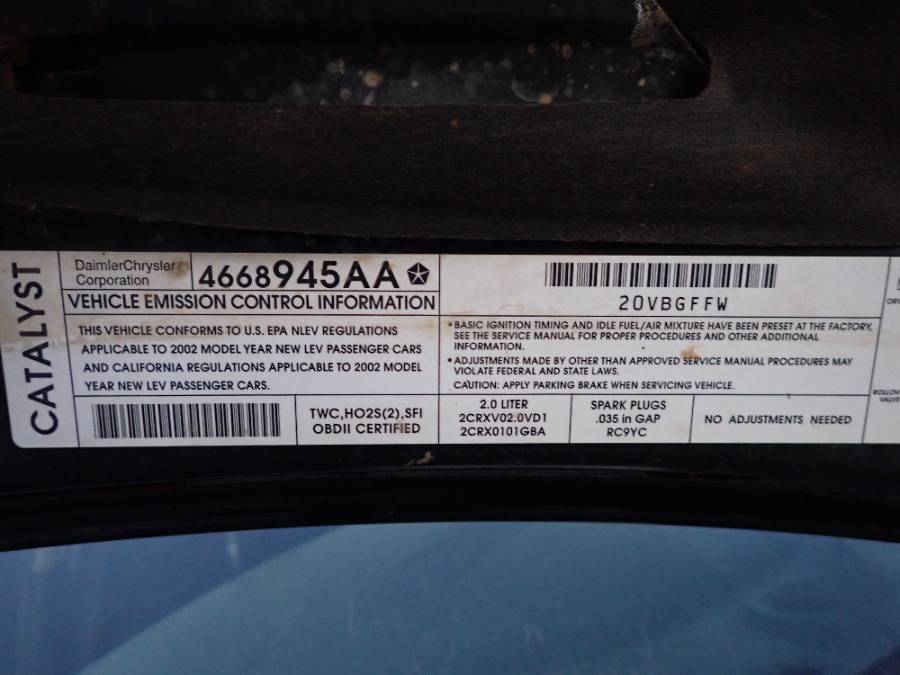 CATALYST
DaimlerChrysler
Corporation
4668945AA
VEHICLE EMISSION CONTROL INFORMATION
THIS VEHICLE CONFORMS TO U.S. EPA NLEV REGULATIONS
APPLICABLE TO 2002 MODEL YEAR NEW LEV PASSENGER CARS
AND CALIFORNIA REGULATIONS APPLICABLE TO 2002 MODEL
YEAR NEW LEV PASSENGER CARS.
TWC,HO2S(2),SFI
OBDII CERTIFIED
20VBGFFW
•BASIC IGNITION TIMING AND IDLE FUEL/AIR MIXTURE HAVE BEEN PRESET AT THE FACTORY.
SEE THE SERVICE MANUAL FOR PROPER PROCEDURES AND OTHER ADDITIONAL
INFORMATION.
•ADJUSTMENTS MADE BY OTHER THAN APPROVED SERVICE MANUAL PROCEDURES MAY
VIOLATE FEDERAL AND STATE LAWS.
CAUTION: APPLY PARKING BRAKE WHEN SERVICING VEHICLE.
2.0 LITER
2CRXV02.0VD1
2CRX0101GBA
SPARK PLUGS
.035 in GAP
RC9YC
NO ADJUSTMENTS NEEDED